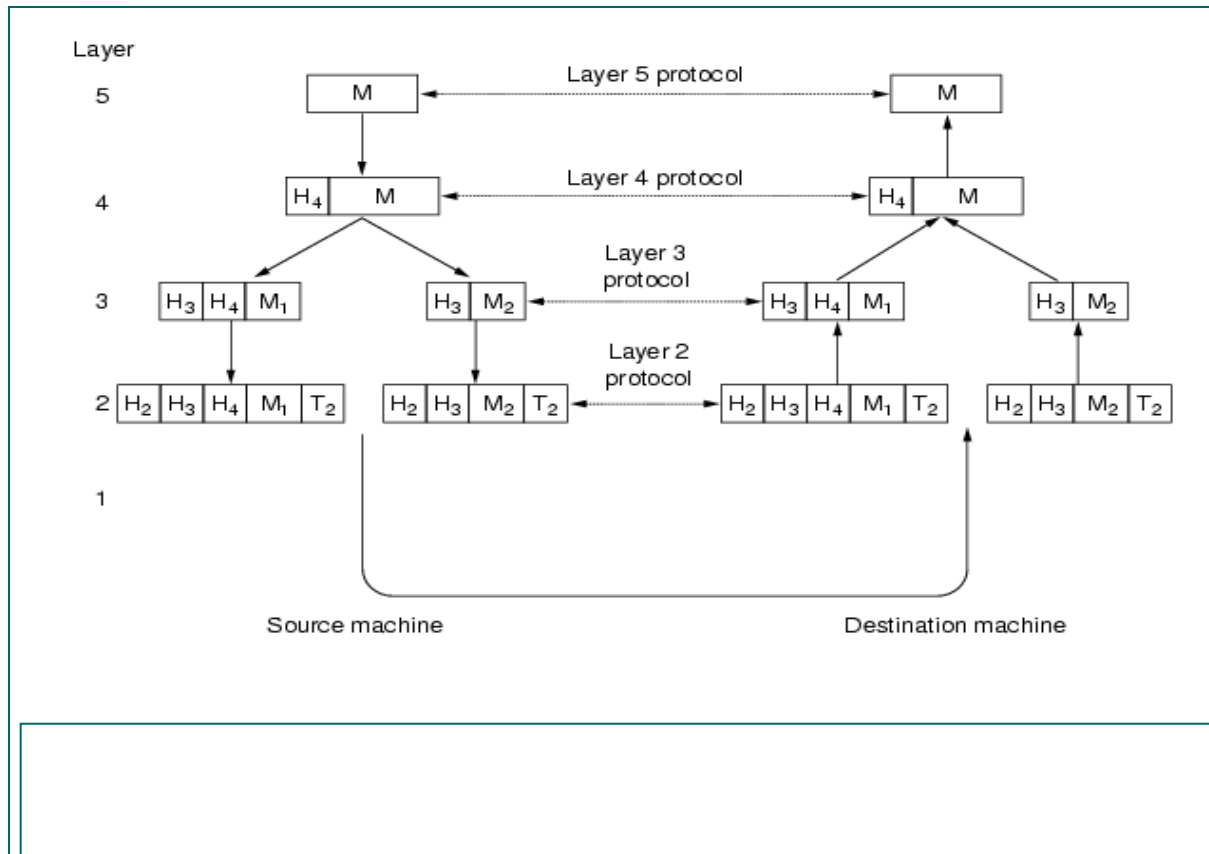 Layer
5 M Layer 5 protocol M
4 H₄ M Layer 4 protocol H₄ M
Layer 3
protocol
3 H₃ H₄ M₁ H₃ M₂ H₃ H₄ M₁ H₃ M₂
Layer 2
protocol
2 H₂ H₃ H₄ M₁ T₂ H₂ H₃ M₂ T₂ H₂ H₃ H₄ M₁ T₂ H₂ H₃ M₂ T₂
1
Source machine Destination machine